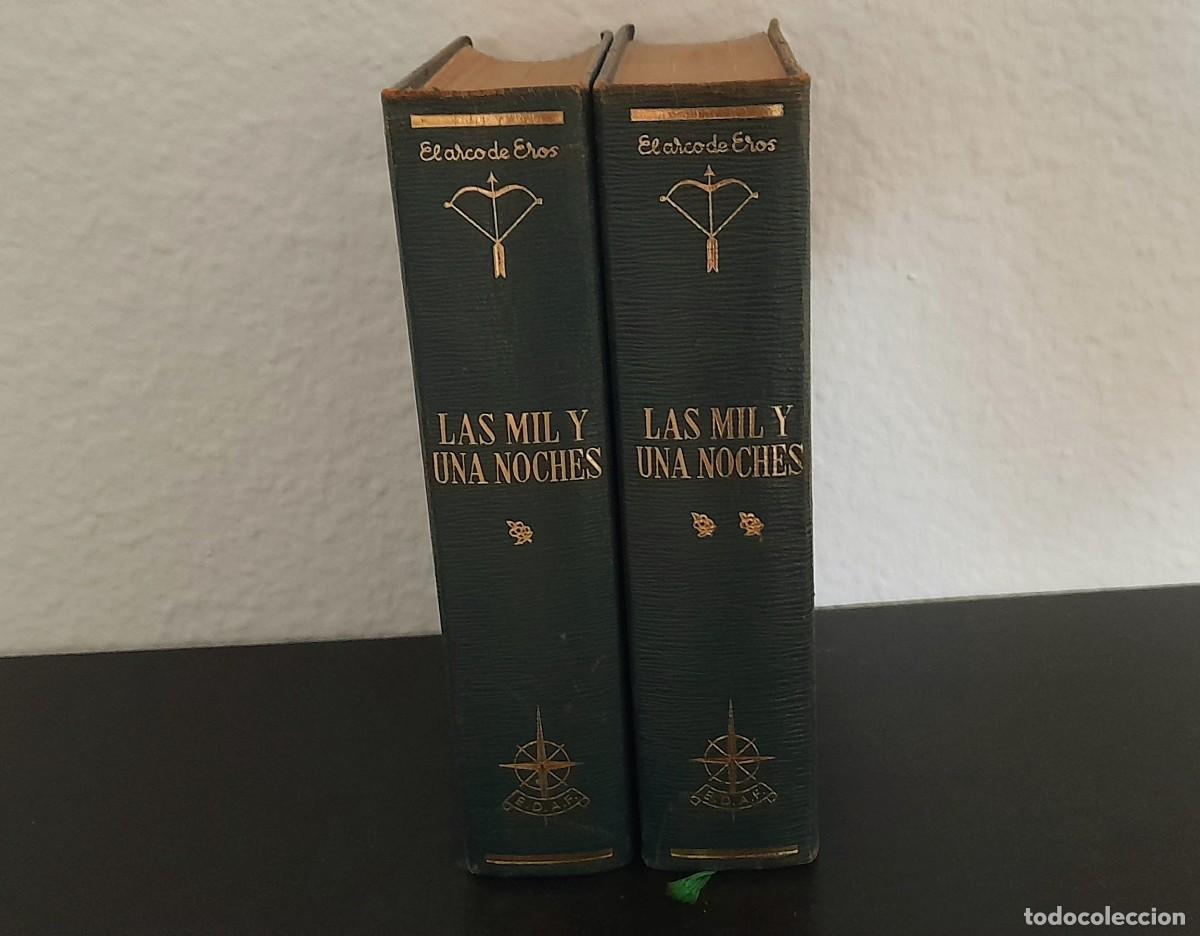 El arco de Eros
LAS MIL Y
UNA NOCHES
E.D.A.F.
El arco de Eros
LAS MIL Y
UNA NOCHES
E.D.A.F.
todocoleccion